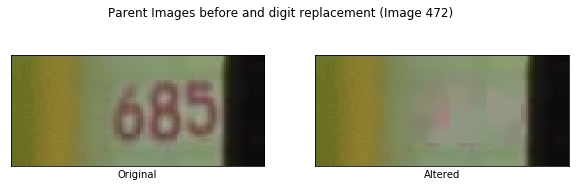 Parent Images before and digit replacement (Image 472)
685
Original
Altered